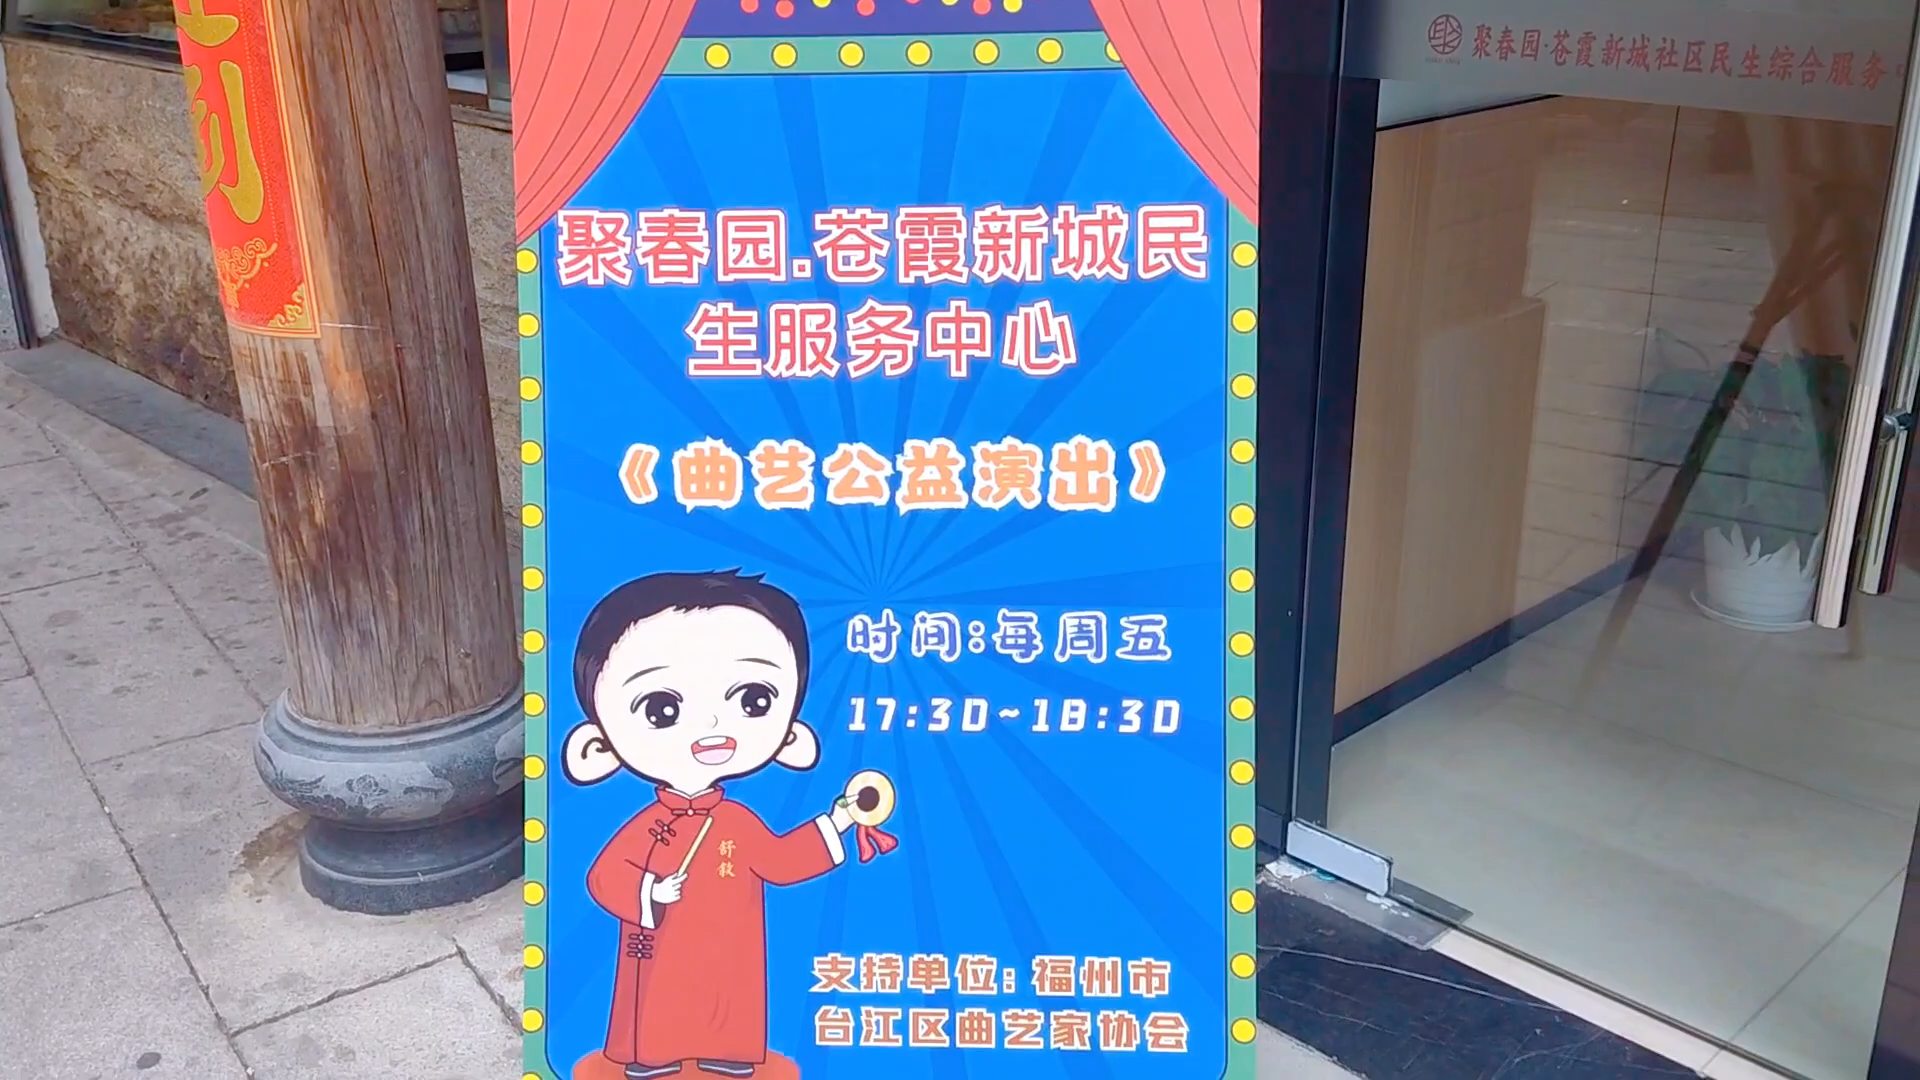 聚春园·苍霞新城社区民生综合服务
聚春园.苍霞新城民
生服务中心
《曲艺公益演出》
时间:每周五
17:30~18:30
舒敘
支持单位:福州市
台江区曲艺家协会